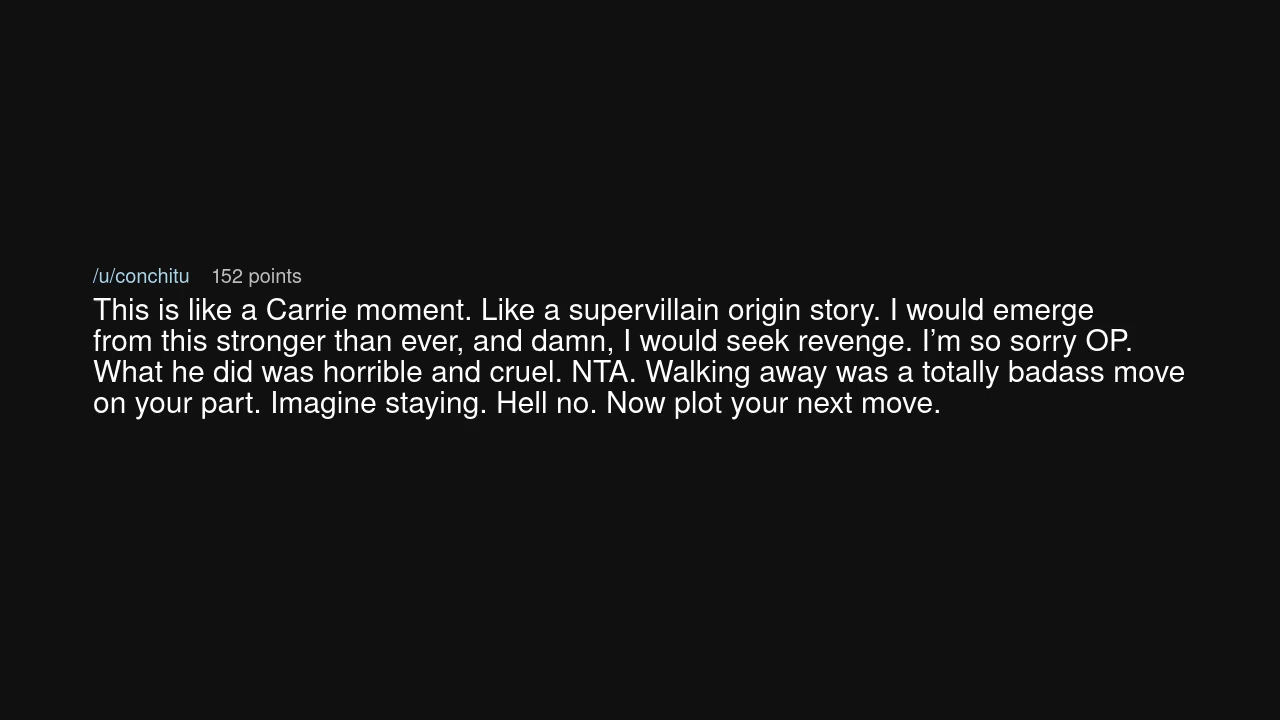 /u/conchitu 152 points
This is like a Carrie moment. Like a supervillain origin story. I would emerge
from this stronger than ever, and damn, I would seek revenge. I’m so sorry OP.
What he did was horrible and cruel. NTA. Walking away was a totally badass move
on your part. Imagine staying. Hell no. Now plot your next move.